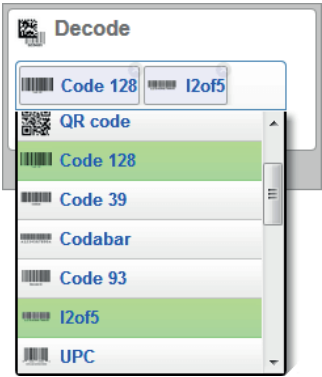 Decode
Code 128 I2of5
QR code
Code 128
Code 39
Codabar
Code 93
I2of5
UPC